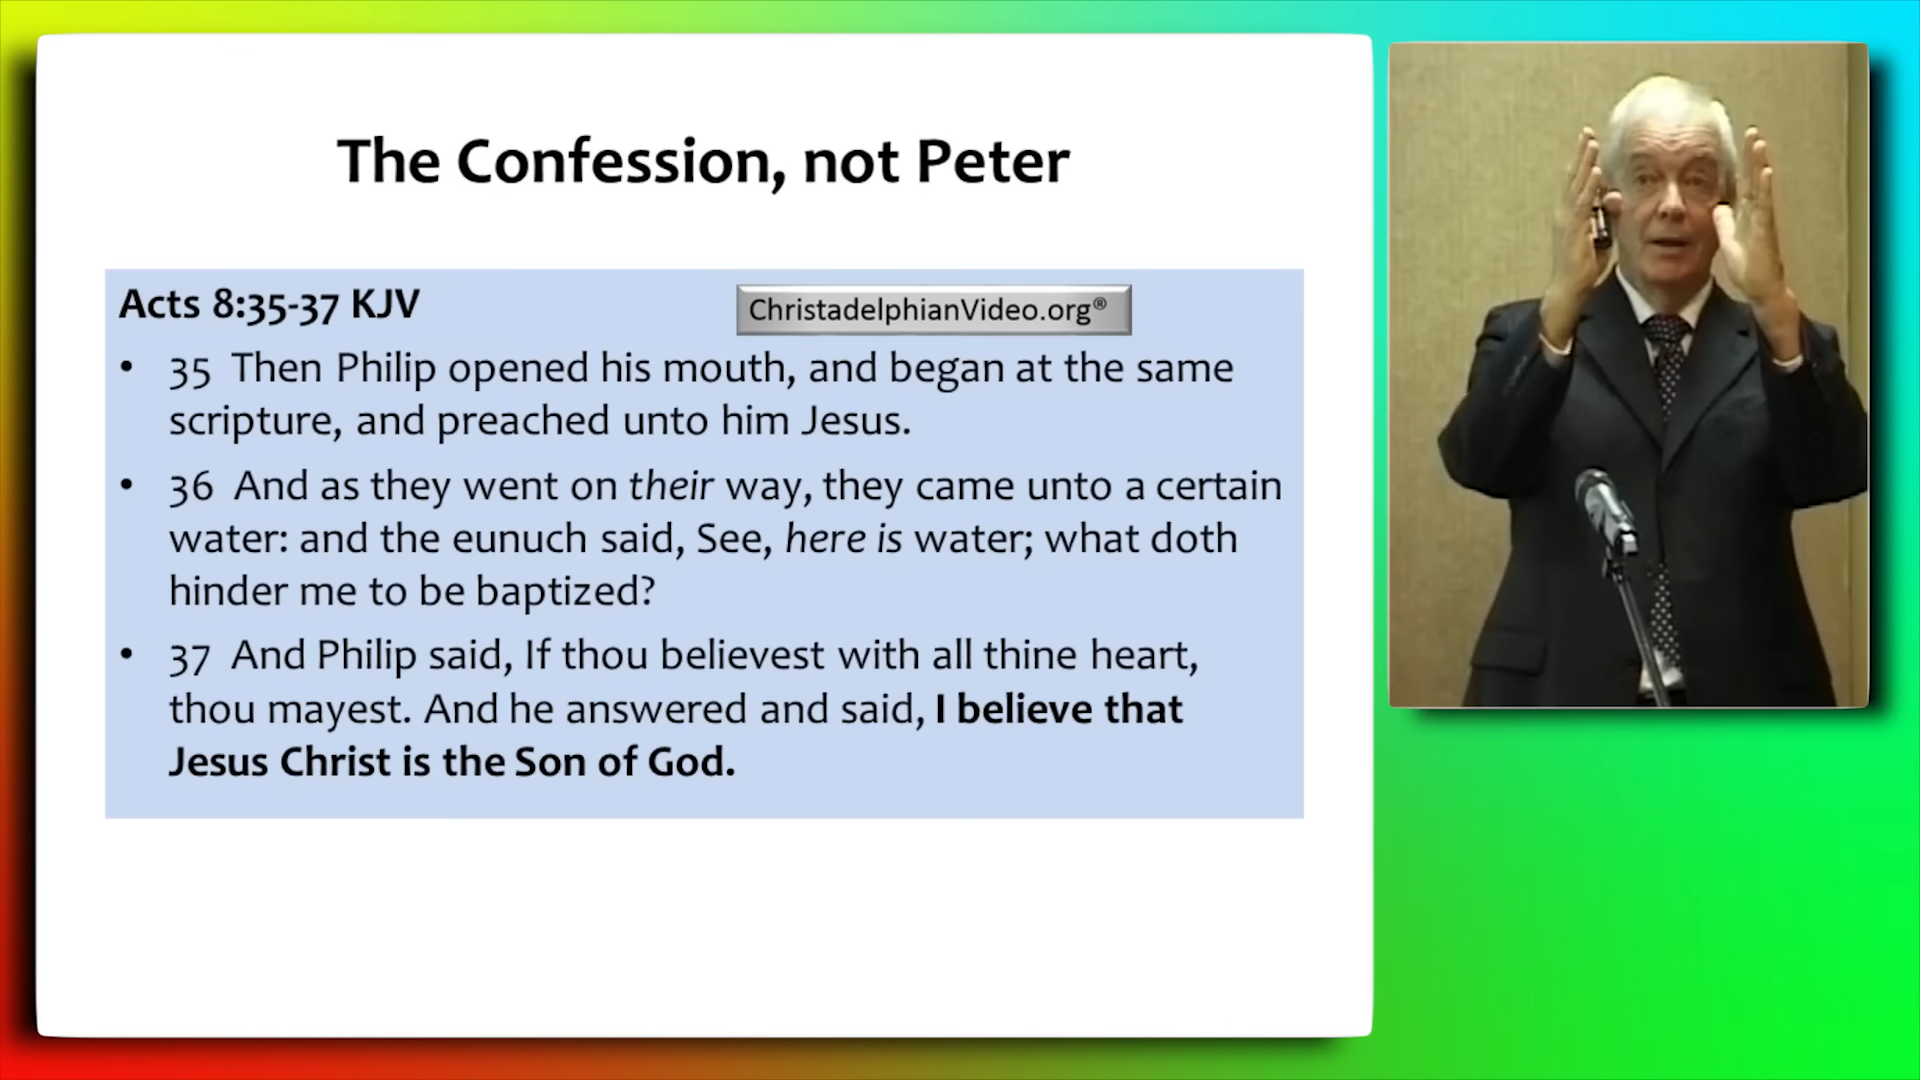 The Confession, not Peter
Acts 8:35-37 KJV
ChristadelphianVideo.org®
• 35 Then Philip opened his mouth, and began at the same
scripture, and preached unto him Jesus.
• 36 And as they went on their way, they came unto a certain
water: and the eunuch said, See, here is water; what doth
hinder me to be baptized?
• 37 And Philip said, If thou believest with all thine heart,
thou mayest. And he answered and said, I believe that
Jesus Christ is the Son of God.